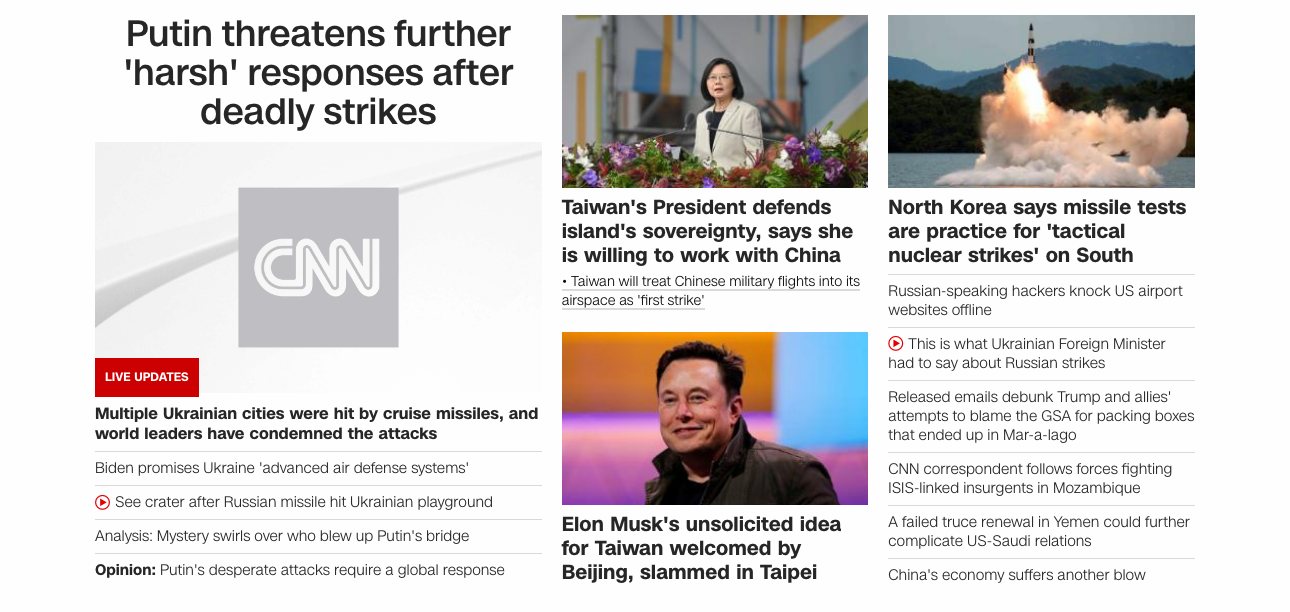 Putin threatens further
'harsh' responses after
deadly strikes
CNN
LIVE UPDATES
Multiple Ukrainian cities were hit by cruise missiles, and
world leaders have condemned the attacks
Biden promises Ukraine 'advanced air defense systems'
See crater after Russian missile hit Ukrainian playground
Analysis: Mystery swirls over who blew up Putin's bridge
Opinion: Putin's desperate attacks require a global response
Taiwan's President defends
island's sovereignty, says she
is willing to work with China
• Taiwan will treat Chinese military flights into its
airspace as 'first strike'
Elon Musk's unsolicited idea
for Taiwan welcomed by
Beijing, slammed in Taipei
North Korea says missile tests
are practice for 'tactical
nuclear strikes' on South
Russian-speaking hackers knock US airport
websites offline
This is what Ukrainian Foreign Minister
had to say about Russian strikes
Released emails debunk Trump and allies'
attempts to blame the GSA for packing boxes
that ended up in Mar-a-lago
CNN correspondent follows forces fighting
ISIS-linked insurgents in Mozambique
A failed truce renewal in Yemen could further
complicate US-Saudi relations
China's economy suffers another blow